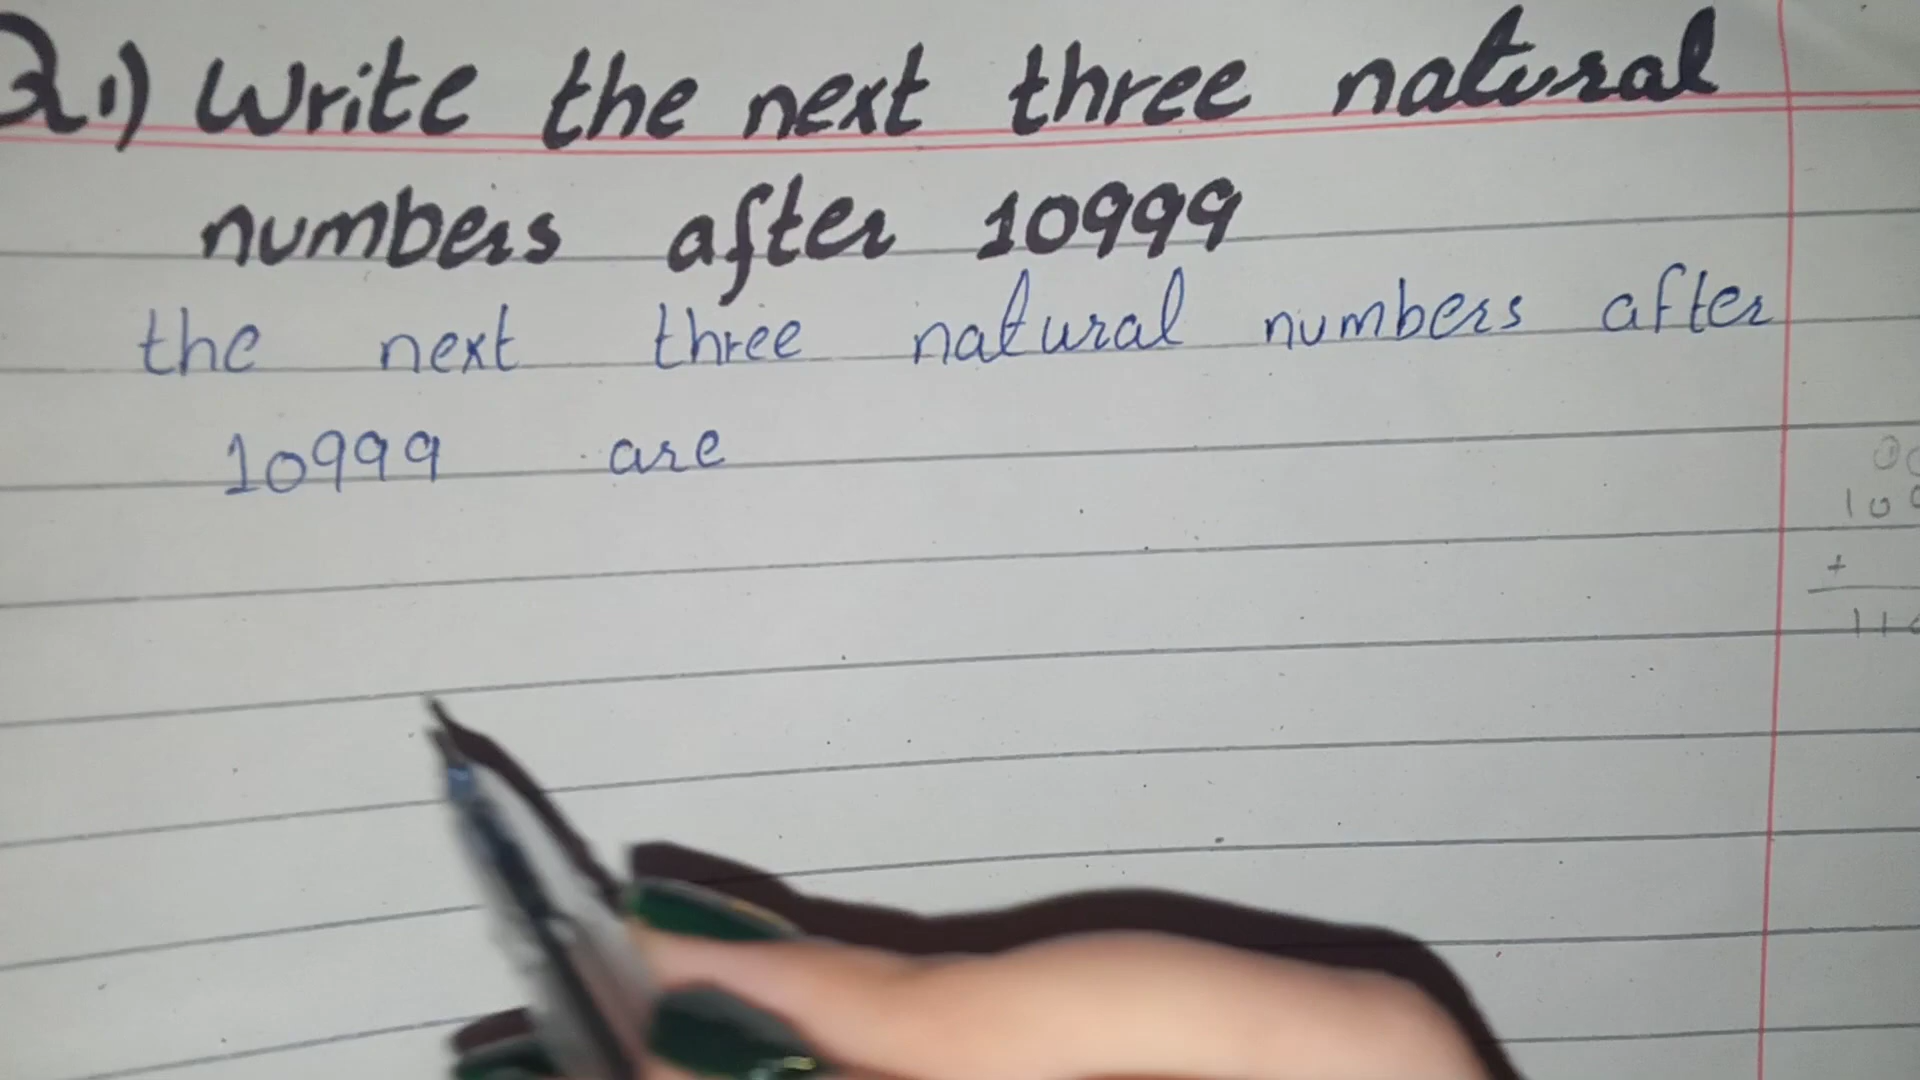 Q1) Write the next three natural
numbers after 10999
the next three natural numbers after
10999 are
+